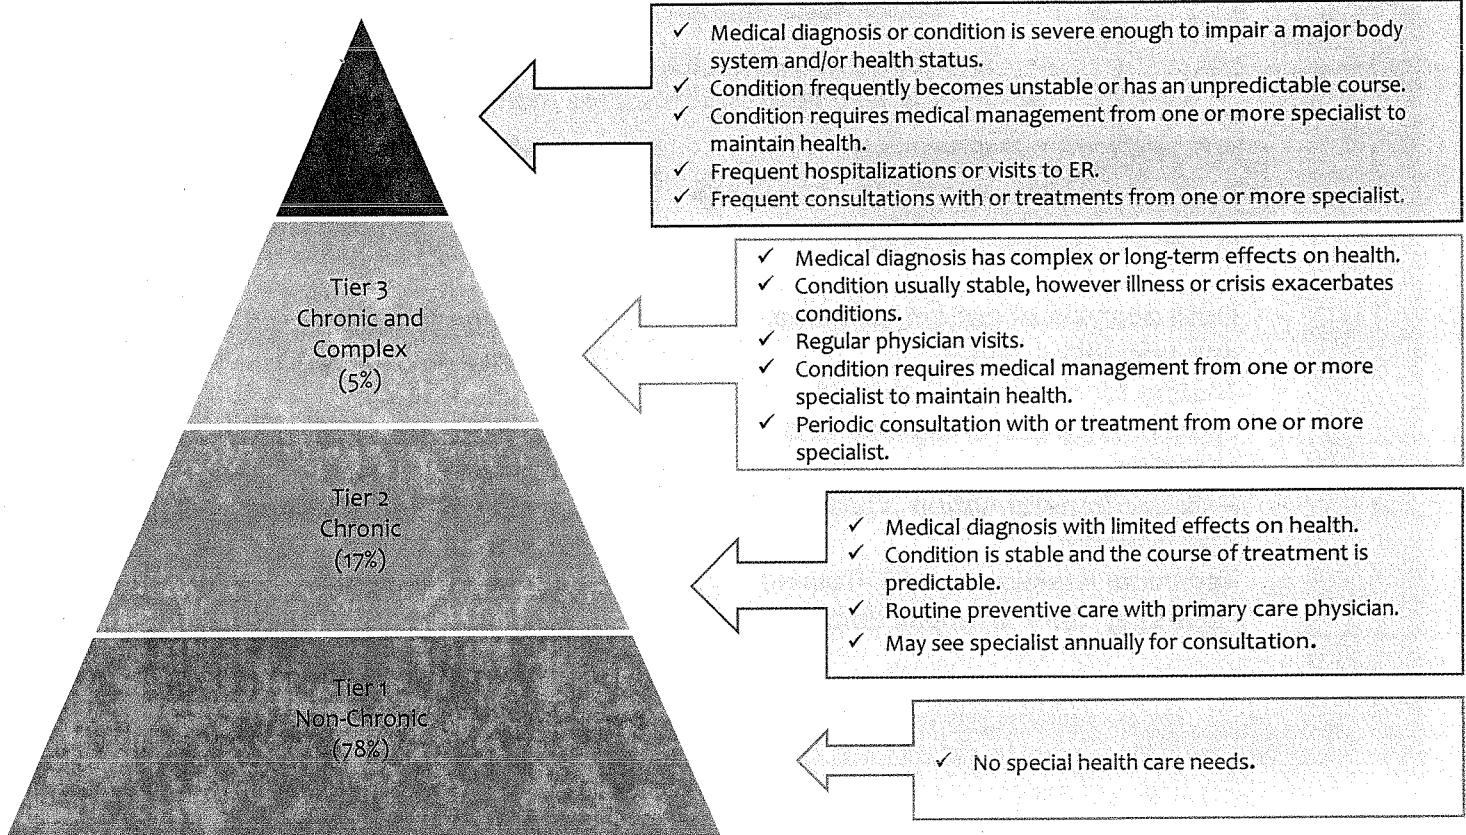 ✓ Medical diagnosis or condition is severe enough to impair a major body
system and/or health status.
✓ Condition frequently becomes unstable or has an unpredictable course.
✓ Condition requires medical management from one or more specialist to
maintain health.
✓ Frequent hospitalizations or visits to ER.
✓ Frequent consultations with or treatments from one or more specialist.
Tier 3
Chronic and
Complex
(5%)
✓ Medical diagnosis has complex or long-term effects on health.
✓ Condition usually stable, however illness or crisis exacerbates
conditions.
✓ Regular physician visits.
✓ Condition requires medical management from one or more
specialist to maintain health.
✓ Periodic consultation with or treatment from one or more
specialist.
Tier 2
Chronic
(17%)
✓ Medical diagnosis with limited effects on health.
✓ Condition is stable and the course of treatment is
predictable.
✓ Routine preventive care with primary care physician.
✓ May see specialist annually for consultation.
Tier 1
Non-Chronic
(78%)
✓ No special health care needs.